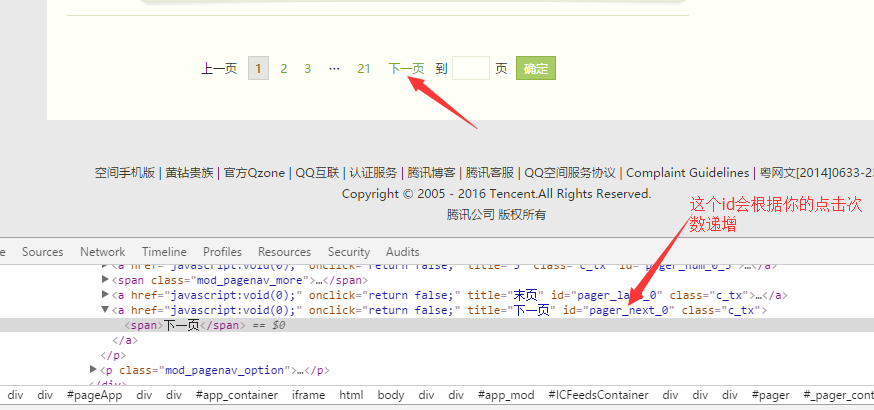 上一页 1 2 3 ··· 21 下一页 到 页 确定
空间手机版 | 黄钻贵族 | 官方Qzone | QQ互联 | 认证服务 | 腾讯博客 | 腾讯客服 | QQ空间服务协议 | Complaint Guidelines | 粤网文[2014]0633-23
Copyright © 2005 - 2016 Tencent.All Rights Reserved.
腾讯公司 版权所有
这个id会根据你的点击次
数递增
e Sources Network Timeline Profiles Resources Security Audits
<a href="javascript:void(0);" onclick="return false;" title="5" class="c_tx" id="pager_num_0_5">…</a>
<span class="mod_pagenav_more">…</span>
<a href="javascript:void(0);" onclick="return false;" title="末页" id="pager_last_0" class="c_tx">…</a>
<a href="javascript:void(0);" onclick="return false;" title="下一页" id="pager_next_0" class="c_tx">
<span>下一页</span> == $0
</a>
</p>
<p class="mod_pagenav_option">…</p>
</div>
div div #pageApp div #app_container iframe html body div div #app_mod #ICFeedsContainer div div div #pager #_pager_cont